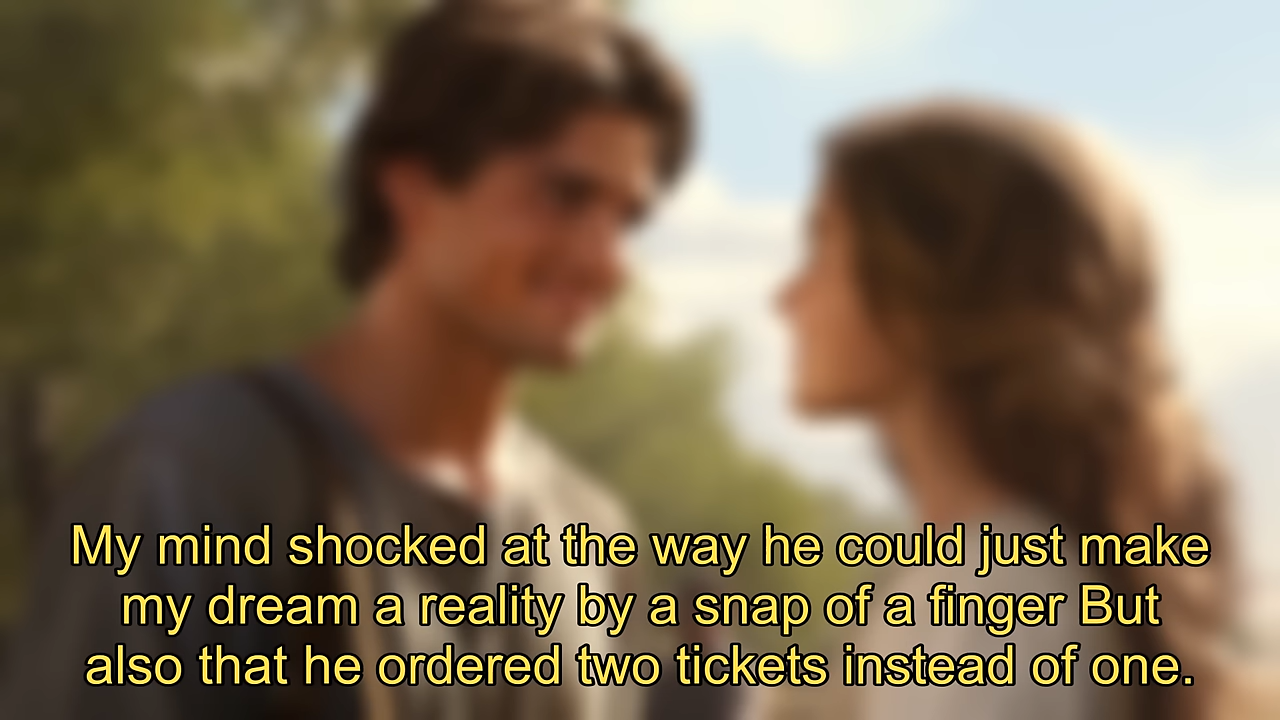 My mind shocked at the way he could just make
my dream a reality by a snap of a finger But
also that he ordered two tickets instead of one.